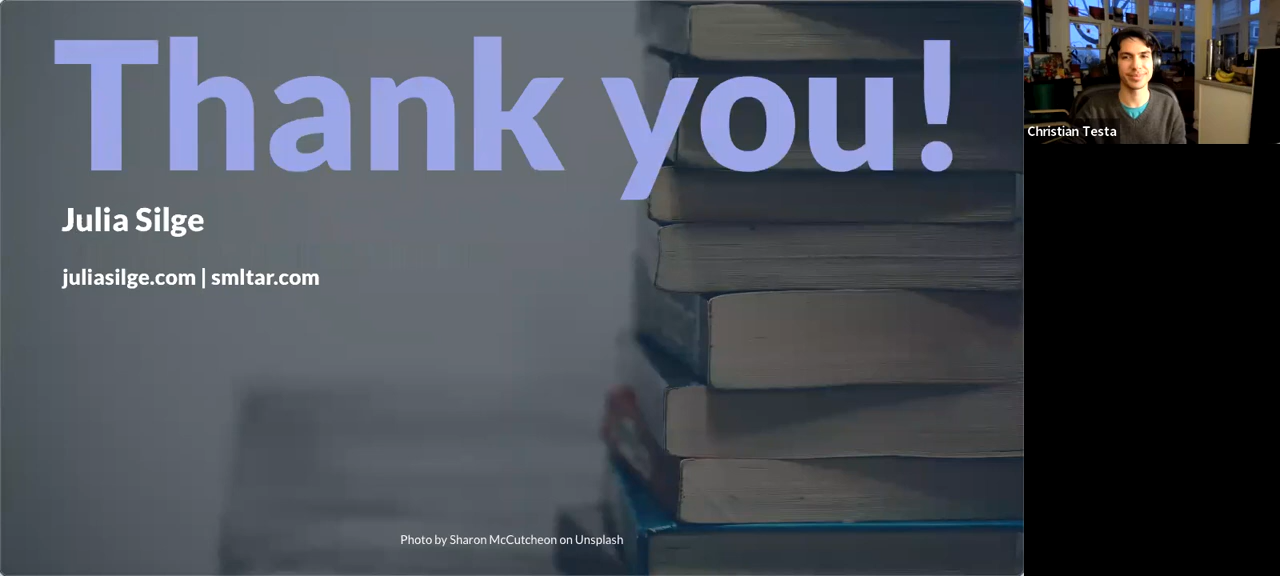 Thank you!
Julia Silge
juliasilge.com | smltar.com
Photo by Sharon McCutcheon on Unsplash
Christian Testa